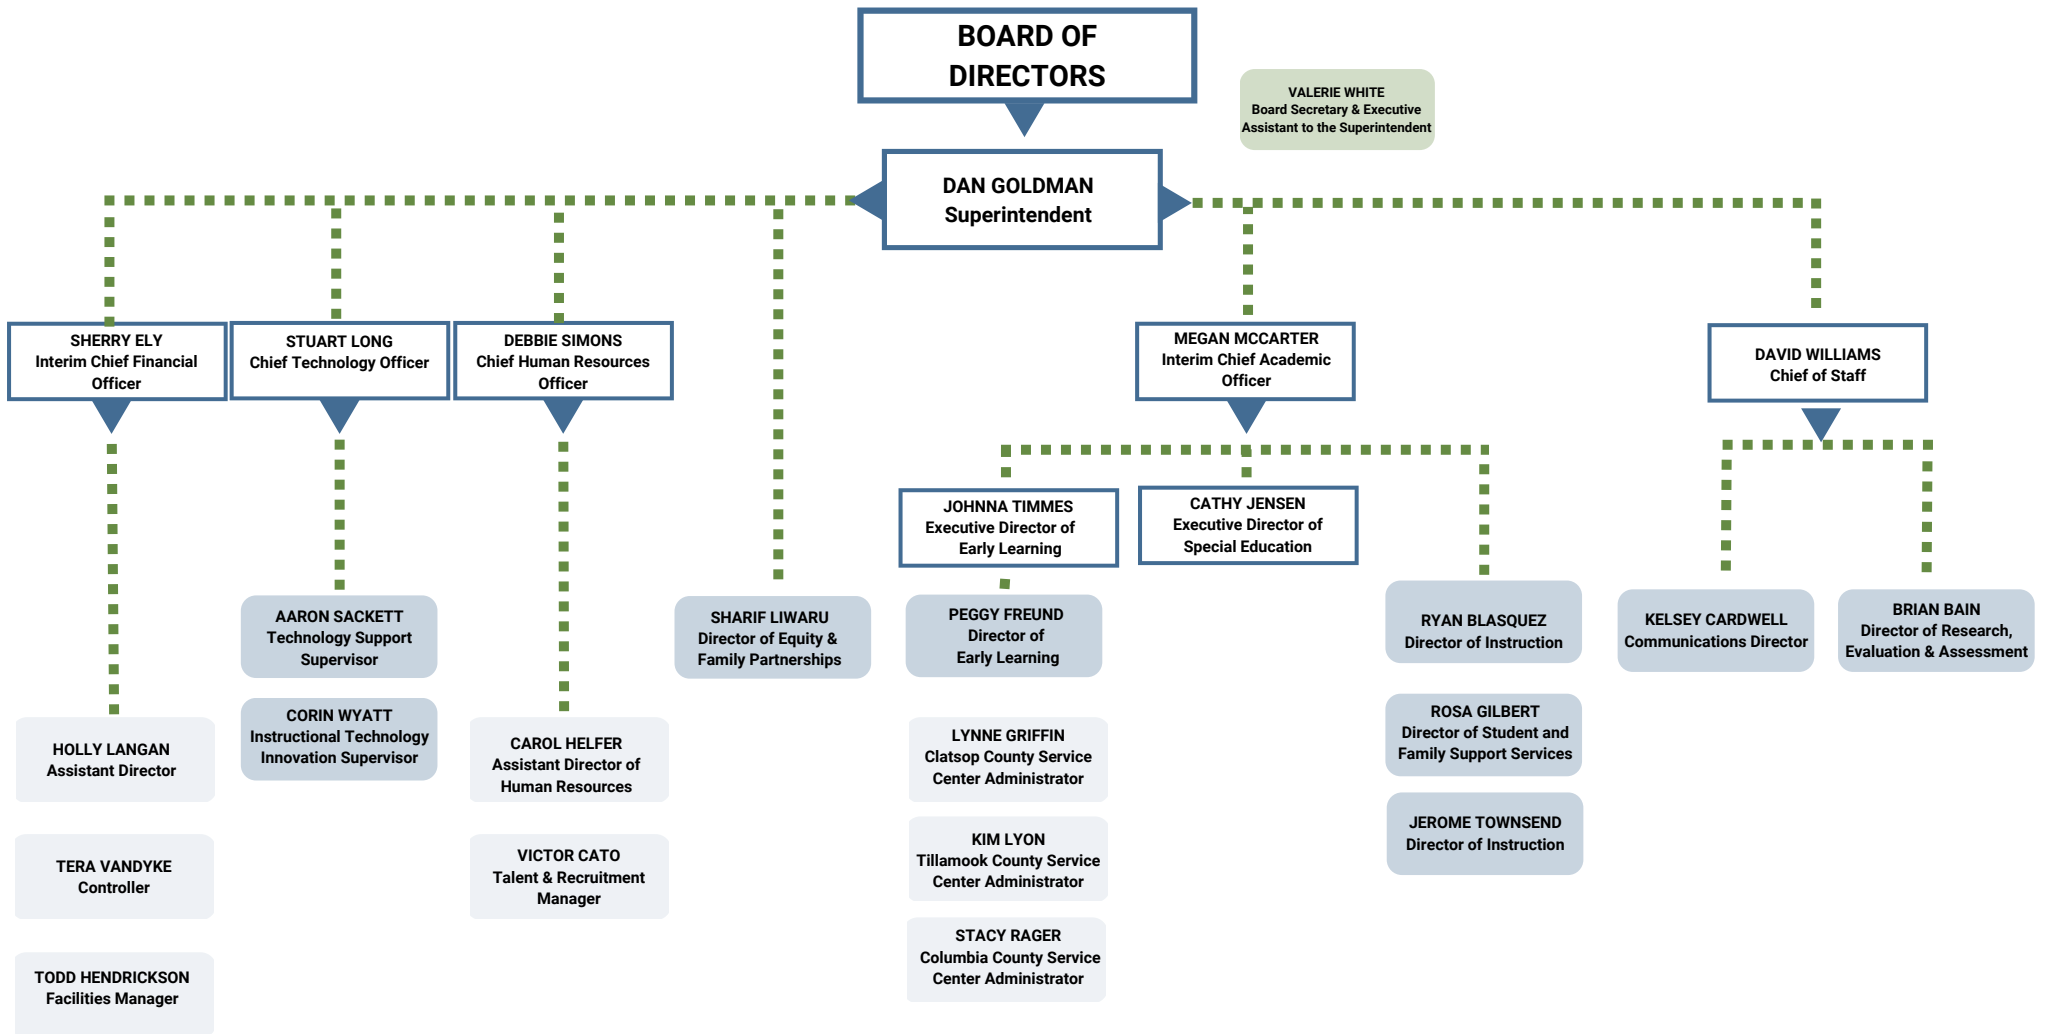 BOARD OF
DIRECTORS
VALERIE WHITE
Board Secretary & Executive
Assistant to the Superintendent
DAN GOLDMAN
Superintendent
SHERRY ELY
Interim Chief Financial
Officer
STUART LONG
Chief Technology Officer
DEBBIE SIMONS
Chief Human Resources
Officer
MEGAN MCCARTER
Interim Chief Academic
Officer
DAVID WILLIAMS
Chief of Staff
JOHNNA TIMMES
Executive Director of
Early Learning
CATHY JENSEN
Executive Director of
Special Education
AARON SACKETT
Technology Support
Supervisor
SHARIF LIWARU
Director of Equity &
Family Partnerships
PEGGY FREUND
Director of
Early Learning
RYAN BLASQUEZ
Director of Instruction
KELSEY CARDWELL
Communications Director
BRIAN BAIN
Director of Research,
Evaluation & Assessment
CORIN WYATT
Instructional Technology
Innovation Supervisor
ROSA GILBERT
Director of Student and
Family Support Services
HOLLY LANGAN
Assistant Director
CAROL HELFER
Assistant Director of
Human Resources
LYNNE GRIFFIN
Clatsop County Service
Center Administrator
JEROME TOWNSEND
Director of Instruction
TERA VANDYKE
Controller
VICTOR CATO
Talent & Recruitment
Manager
KIM LYON
Tillamook County Service
Center Administrator
STACY RAGER
Columbia County Service
Center Administrator
TODD HENDRICKSON
Facilities Manager